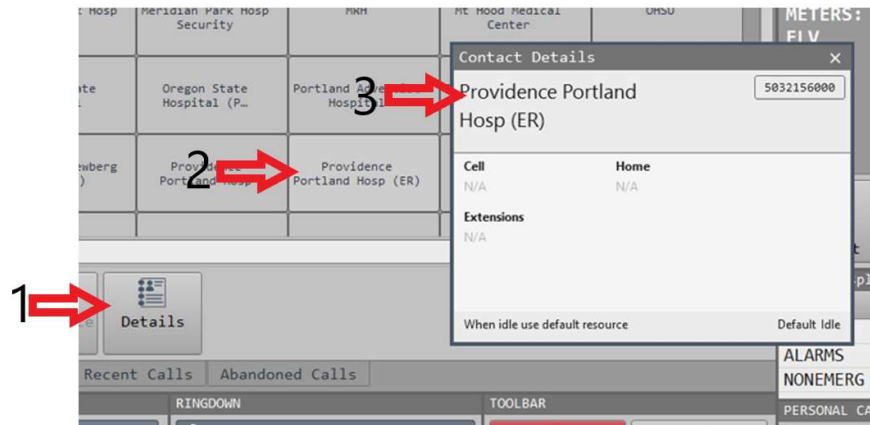 Hosp
Meridian Park Hosp
Security
MRH
Mt Hood Medical
Center
OHSU
METERS:
ELV
Contact Details
×
3
Providence Portland
Hosp (ER)
5032156000
Oregon State
Hospital (P…
Portland
Hospital
2
Providence
Portland Hosp
Providence
Portland Hosp (ER)
Cell
Home
N/A
N/A
Extensions
N/A
When idle use default resource
Default Idle
1
Details
Recent Calls
Abandoned Calls
ALARMS
NONEMERG
RINGDOWN
TOOLBAR
PERSONAL CA